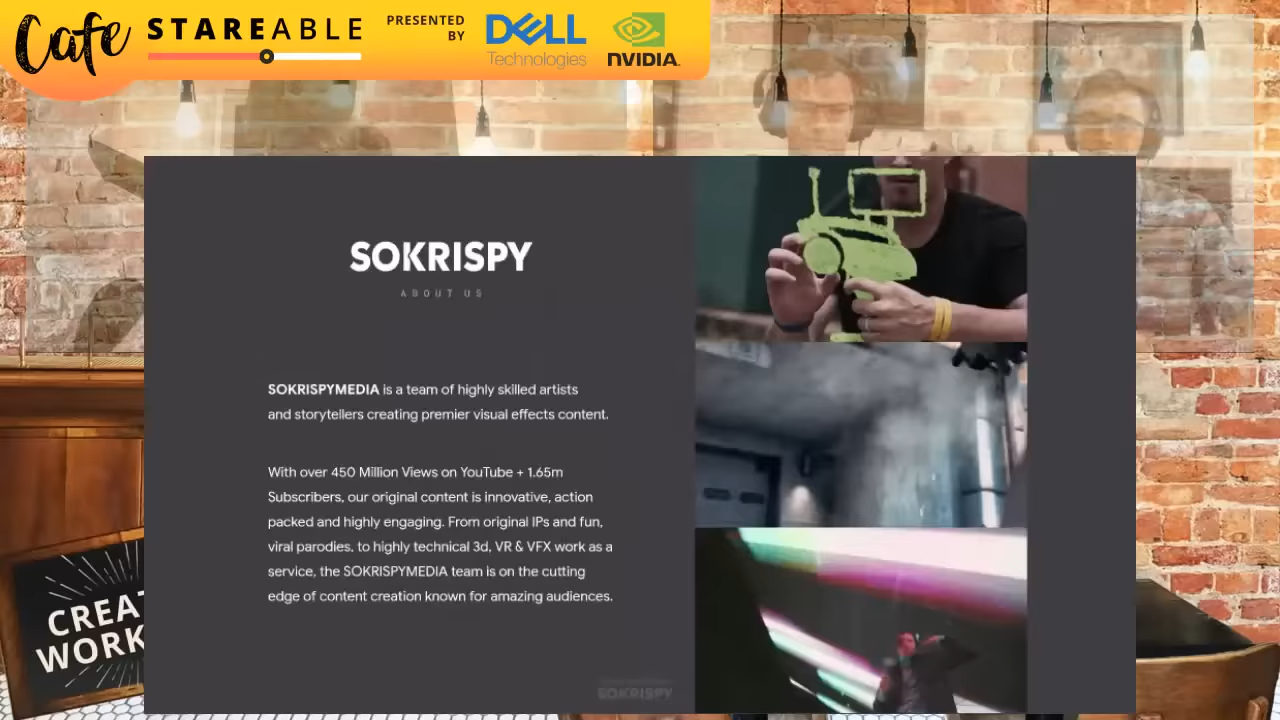 Cafe
STAREABLE
PRESENTED
BY
DELL
Technologies
NVIDIA.
SOKRISPY
ABOUT US
SOKRISPYMEDIA is a team of highly skilled artists
and storytellers creating premier visual effects content.
With over 450 Million Views on YouTube + 1.65m
Subscribers, our original content is innovative, action
packed and highly engaging. From original IPs and fun,
viral parodies, to highly technical 3d, VR & VFX work as a
service, the SOKRISPYMEDIA team is on the cutting
edge of content creation known for amazing audiences.
SOKRISPY
CREAT
WORK